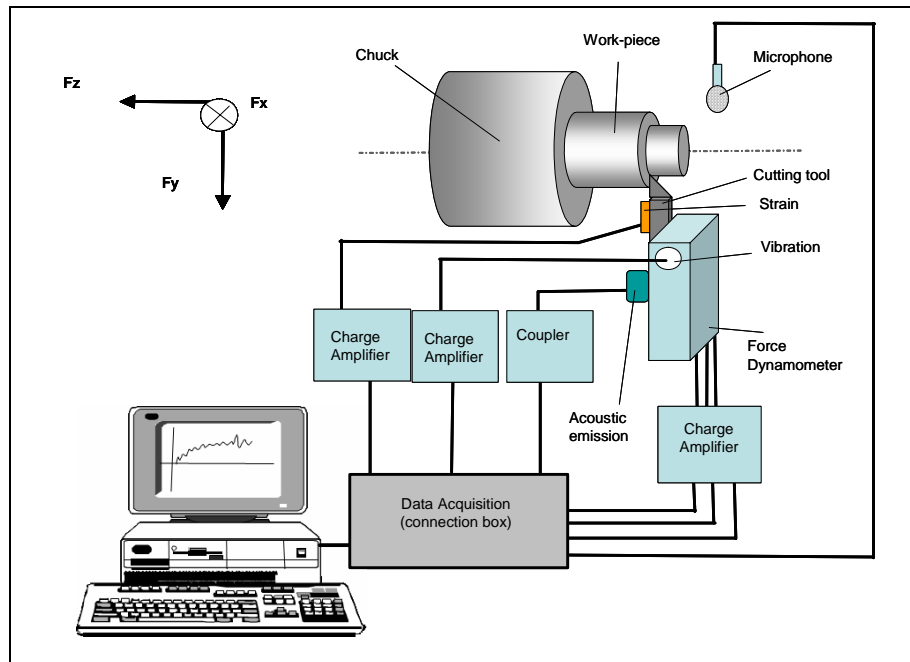 Work-piece
Chuck
Microphone
Fz
Fx
Fy
Cutting tool
Strain
Vibration
Charge
Amplifier
Charge
Amplifier
Coupler
Force
Dynamometer
Acoustic
emission
Charge
Amplifier
Data Acquisition
(connection box)